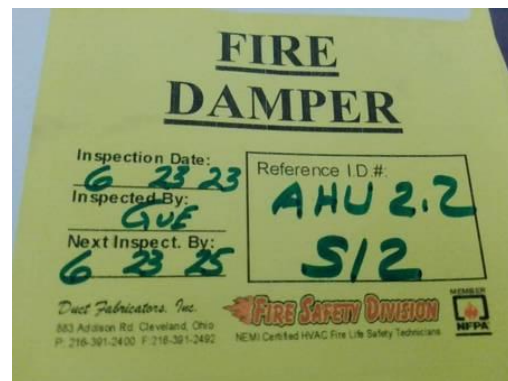 FIRE
DAMPER
Inspection Date:
6 23 23
Inspected By:
GUE
Next Inspect. By:
6 23 25
Reference I.D.#:
AHU 2.2
S12
Duct Fabricators, Inc.
883 Addison Rd. Cleveland, Ohio
P: 216-391-2400 F: 216-391-2492
FIRE SAFETY DIVISION
NEMI Certified HVAC Fire Life Safety Technicians
MEMBER
NFPA